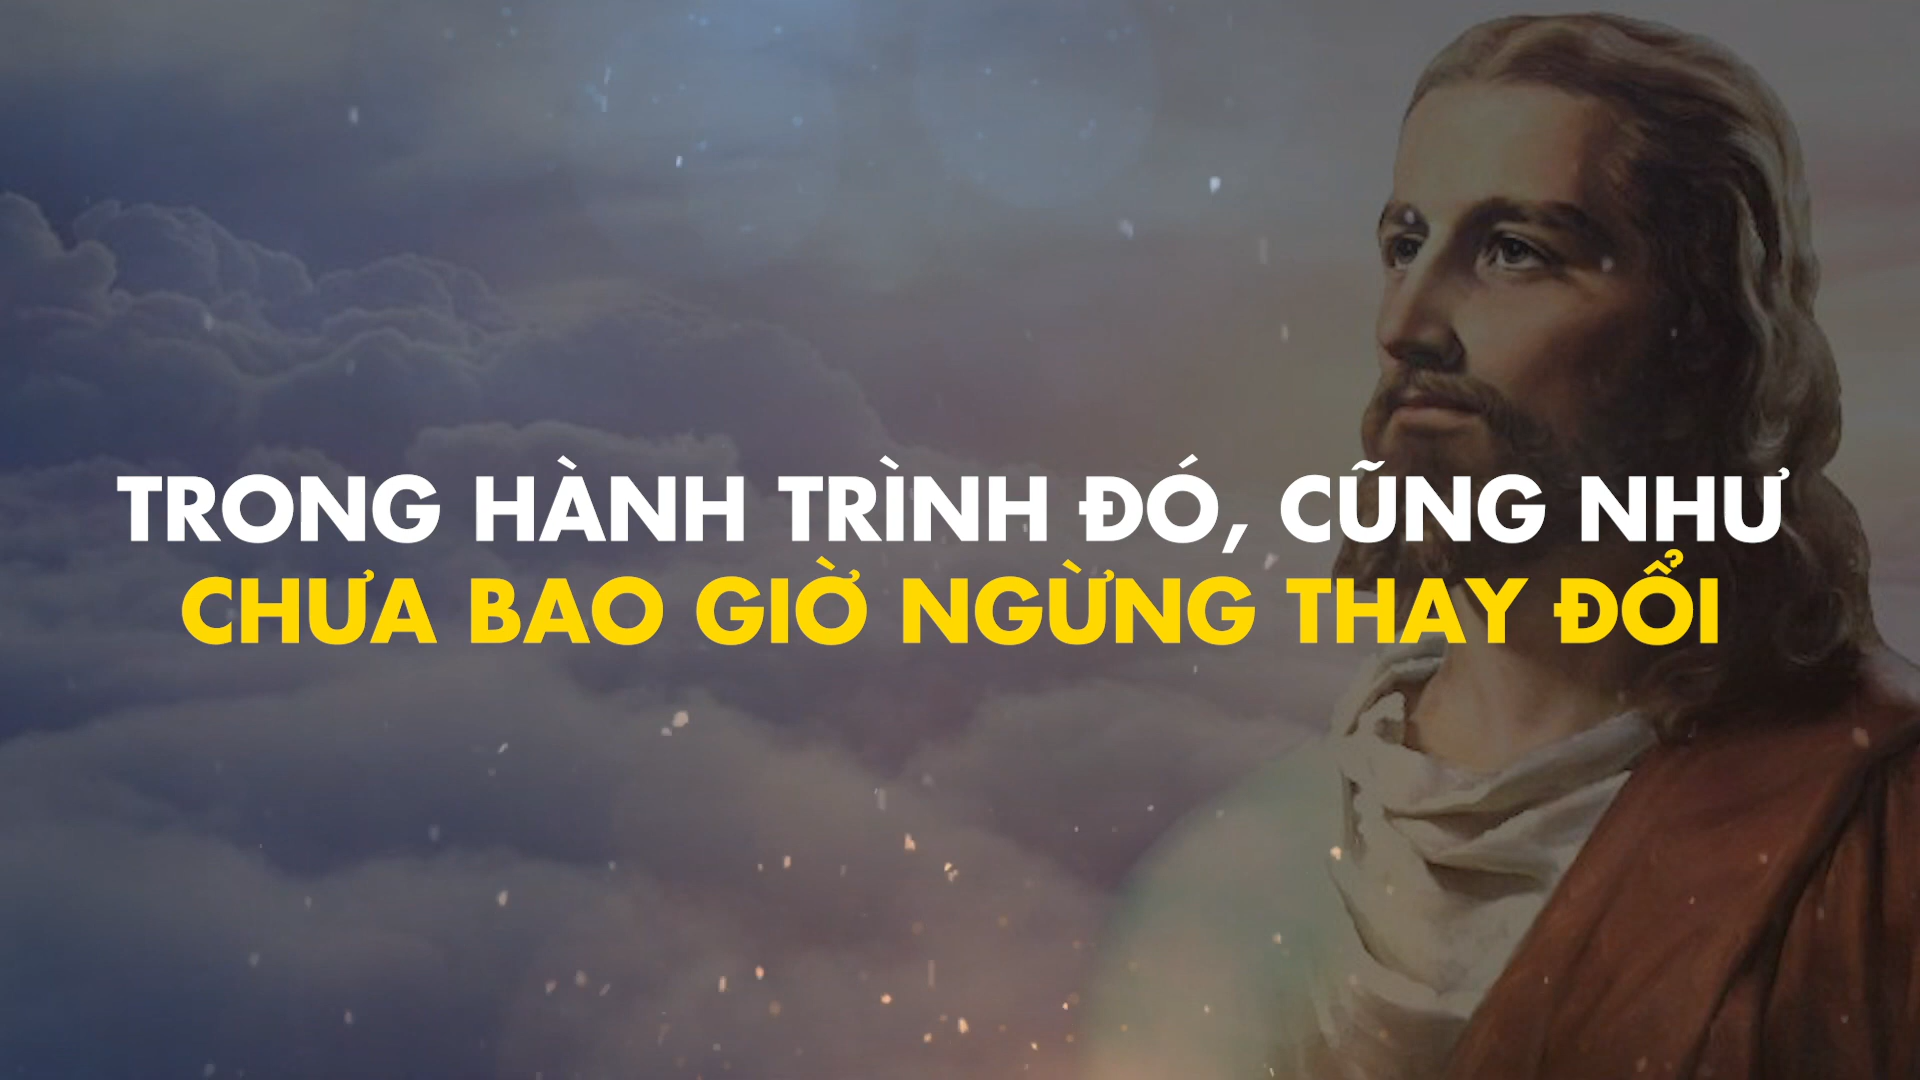 TRONG HÀNH TRÌNH ĐÓ, CŨNG NHƯ
CHƯA BAO GIỜ NGỪNG THAY ĐỔI